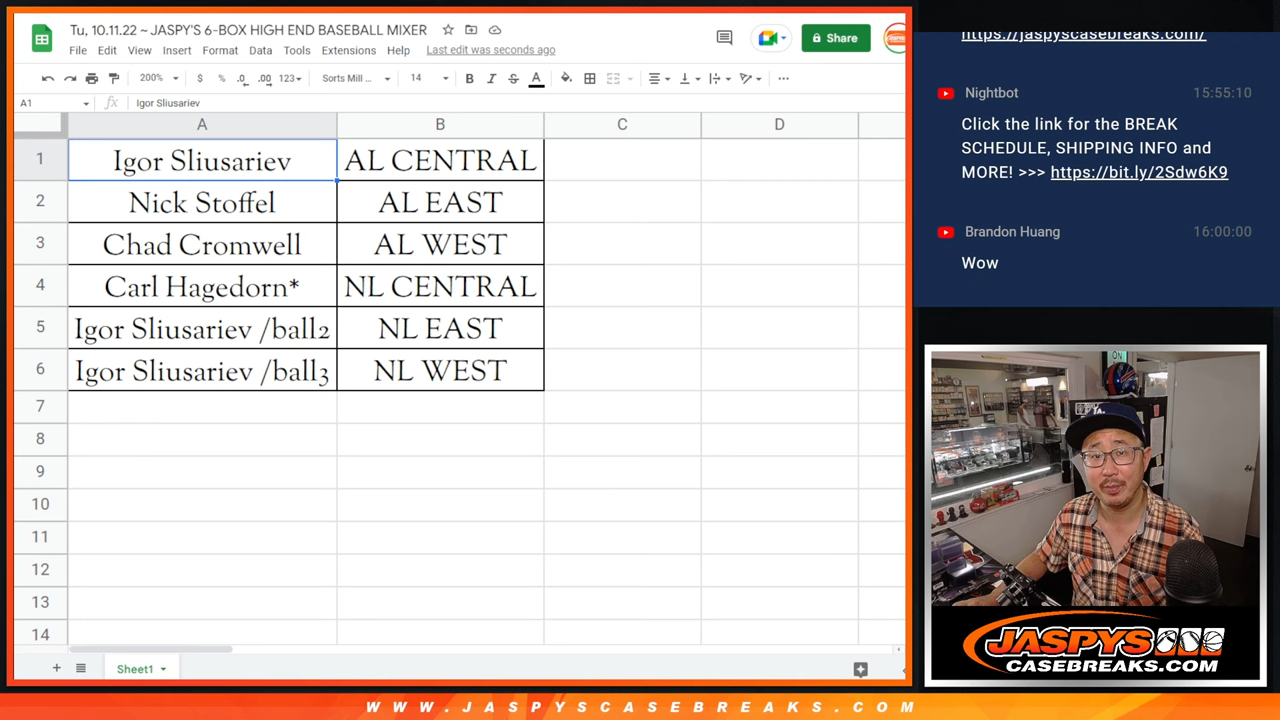 Tu, 10.11.22 ~ JASPY'S 6-BOX HIGH END BASEBALL MIXER
File Edit View Insert Format Data Tools Extensions Help Last edit was seconds ago
Share
200% $ % .0 .00 123 Sorts Mill ... 14
A1 fx Igor Sliusariev
A B C D
1 Igor Sliusariev AL CENTRAL
2 Nick Stoffel AL EAST
3 Chad Cromwell AL WEST
4 Carl Hagedorn* NL CENTRAL
5 Igor Sliusariev /ball2 NL EAST
6 Igor Sliusariev /ball3 NL WEST
7
8
9
10
11
12
13
14
Sheet1
https://jaspyscasebreaks.com/
Nightbot 15:55:10
Click the link for the BREAK
SCHEDULE, SHIPPING INFO and
MORE! >>> https://bit.ly/2Sdw6K9
Brandon Huang 16:00:00
Wow
ON
JASPYS
CASEBREAKS.COM
WWW.JASPYSCASEBREAKS.COM